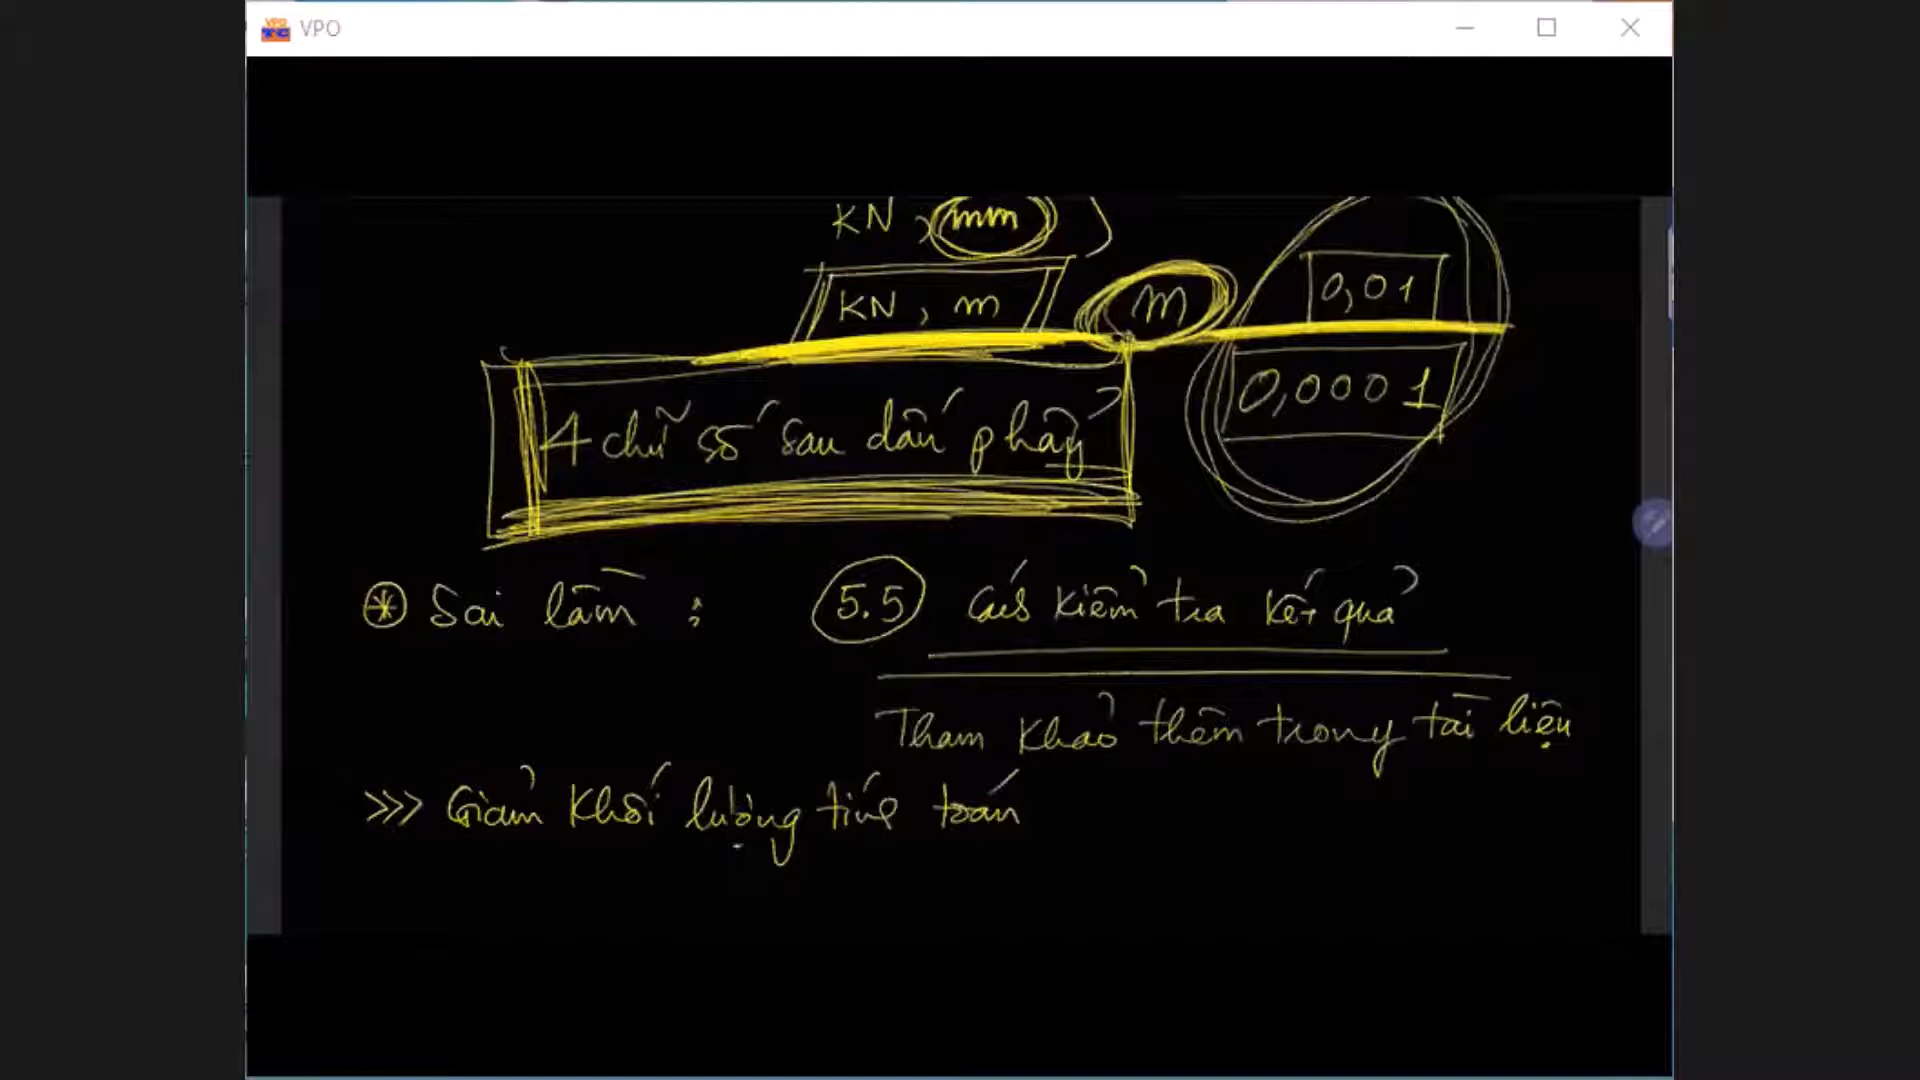 VPO
KN, mm
KN, m m 0,01
4 chữ số sau dấu phẩy 0,0001
* Sai lầm : 5.5 Cách kiểm tra kết quả
Tham khảo thêm trong tài liệu
>>> Giảm khối lượng tính toán